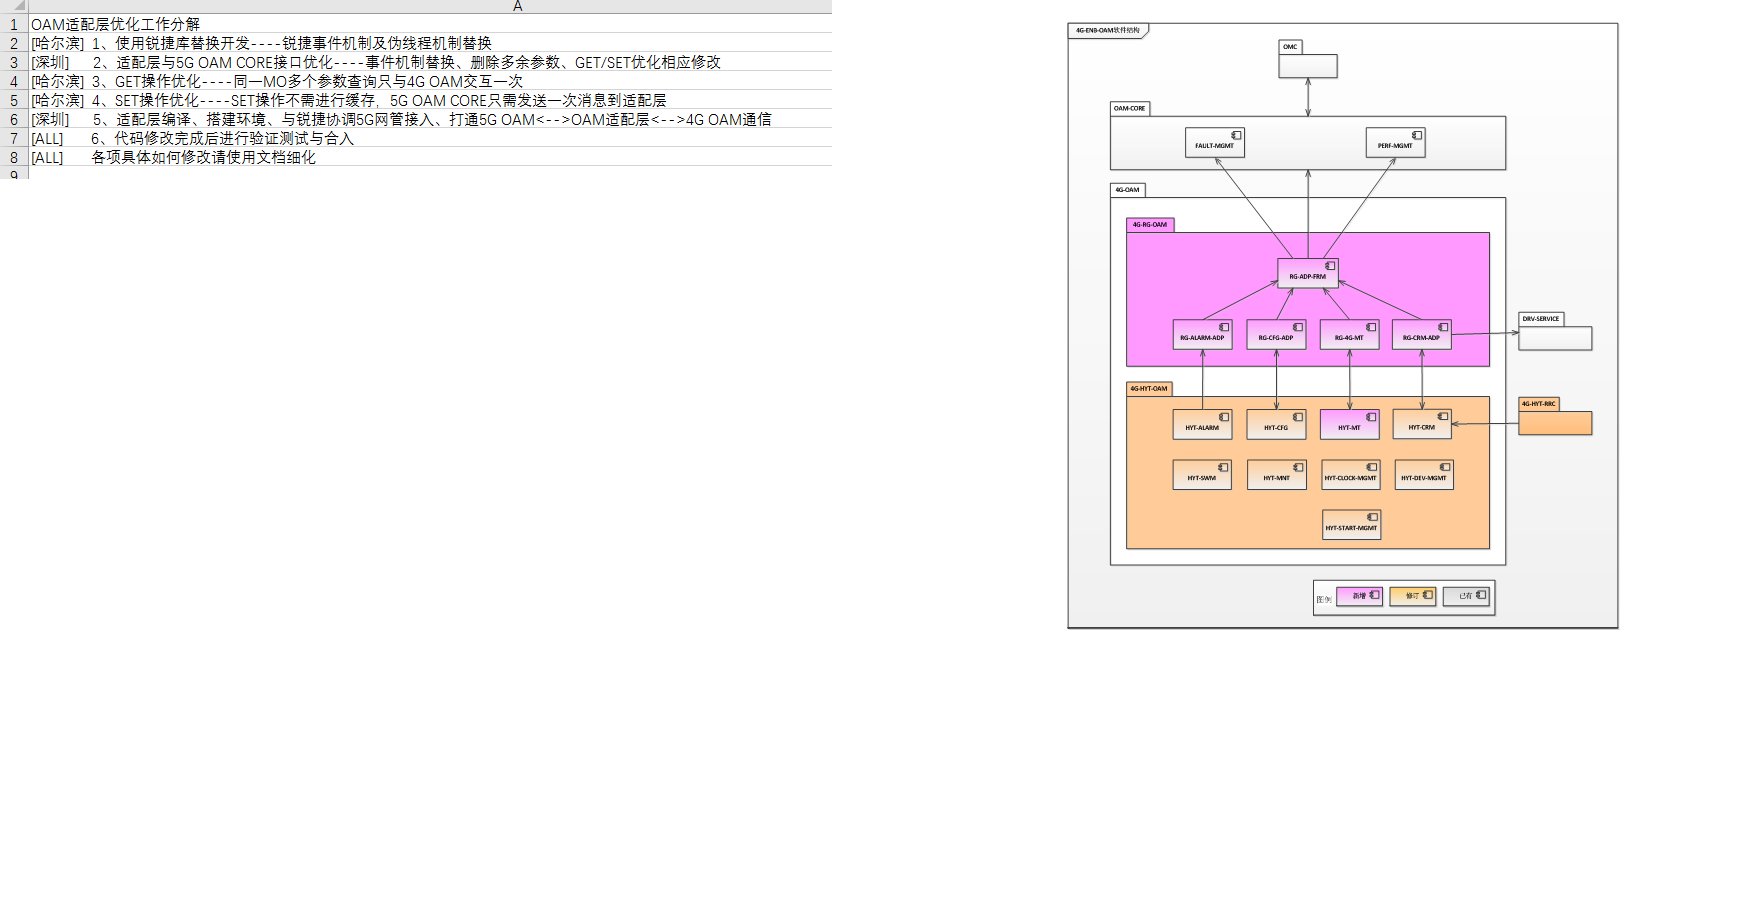 A
1 OAM适配层优化工作分解
2 [哈尔滨] 1、使用锐捷库替换开发----锐捷事件机制及伪线程机制替换
3 [深圳] 2、适配层与5G OAM CORE接口优化----事件机制替换、删除多余参数、GET/SET优化相应修改
4 [哈尔滨] 3、GET操作优化----同一MO多个参数查询只与4G OAM交互一次
5 [哈尔滨] 4、SET操作优化----SET操作不需进行缓存，5G OAM CORE只需发送一次消息到适配层
6 [深圳] 5、适配层编译、搭建环境、与锐捷协调5G网管接入、打通5G OAM<-->OAM适配层<-->4G OAM通信
7 [ALL] 6、代码修改完成后进行验证测试与合入
8 [ALL] 各项具体如何修改请使用文档细化
9
4G-ENB-OAM软件结构
OMC
OAM-CORE
FAULT-MGMT PERF-MGMT
4G-OAM
4G-RG-OAM
RG-ADP-FRM
DRV-SERVICE
RG-ALARM-ADP RG-CFG-ADP RG-4G-MT RG-CRM-ADP
4G-HYT-OAM
4G-HYT-RRC
HYT-ALARM HYT-CFG HYT-MT HYT-CRM
HYT-SWM HYT-MNT HYT-CLOCK-MGMT HYT-DEV-MGMT
HYT-START-MGMT
图例 新增 修订 已有